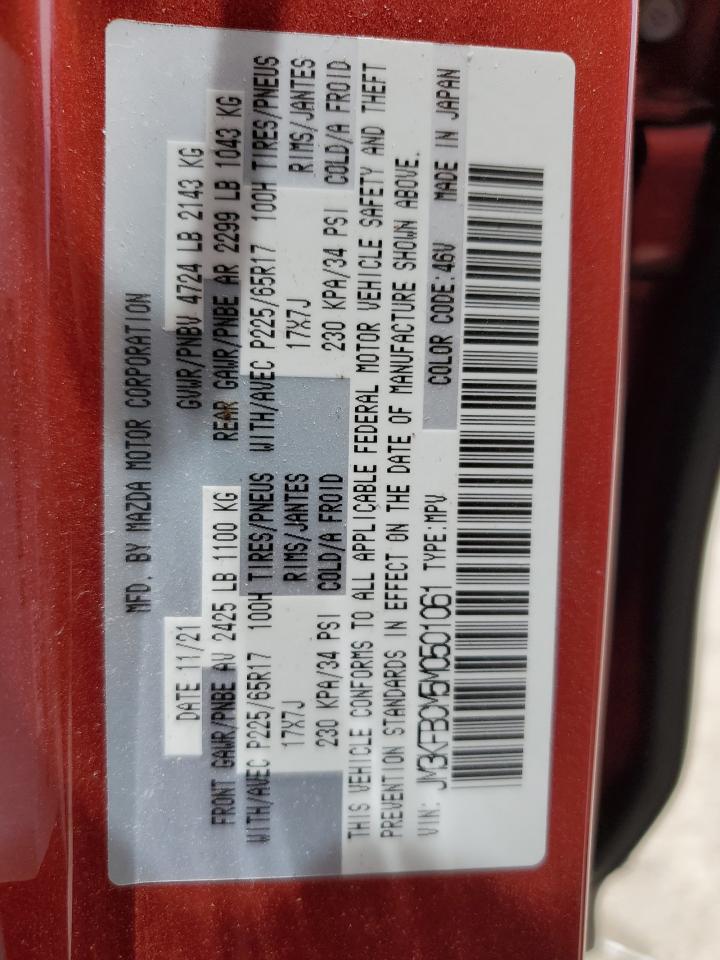 MFD. BY MAZDA MOTOR CORPORATION
DATE 11/21 GVWR/PNBV 4724 LB 2143 KG
FRONT GAWR/PNBE AV 2425 LB 1100 KG REAR GAWR/PNBE AR 2299 LB 1043 KG
WITH/AVEC P225/65R17 100H TIRES/PNEUS WITH/AVEC P225/65R17 100H TIRES/PNEUS
17X7J RIMS/JANTES 17X7J RIMS/JANTES
230 KPA/34 PSI COLD/A FROID 230 KPA/34 PSI COLD/A FROID
THIS VEHICLE CONFORMS TO ALL APPLICABLE FEDERAL MOTOR VEHICLE SAFETY AND THEFT
PREVENTION STANDARDS IN EFFECT ON THE DATE OF MANUFACTURE SHOWN ABOVE.
VIN: JM3KFBCM5M0501061 TYPE:MPV COLOR CODE:46V MADE IN JAPAN